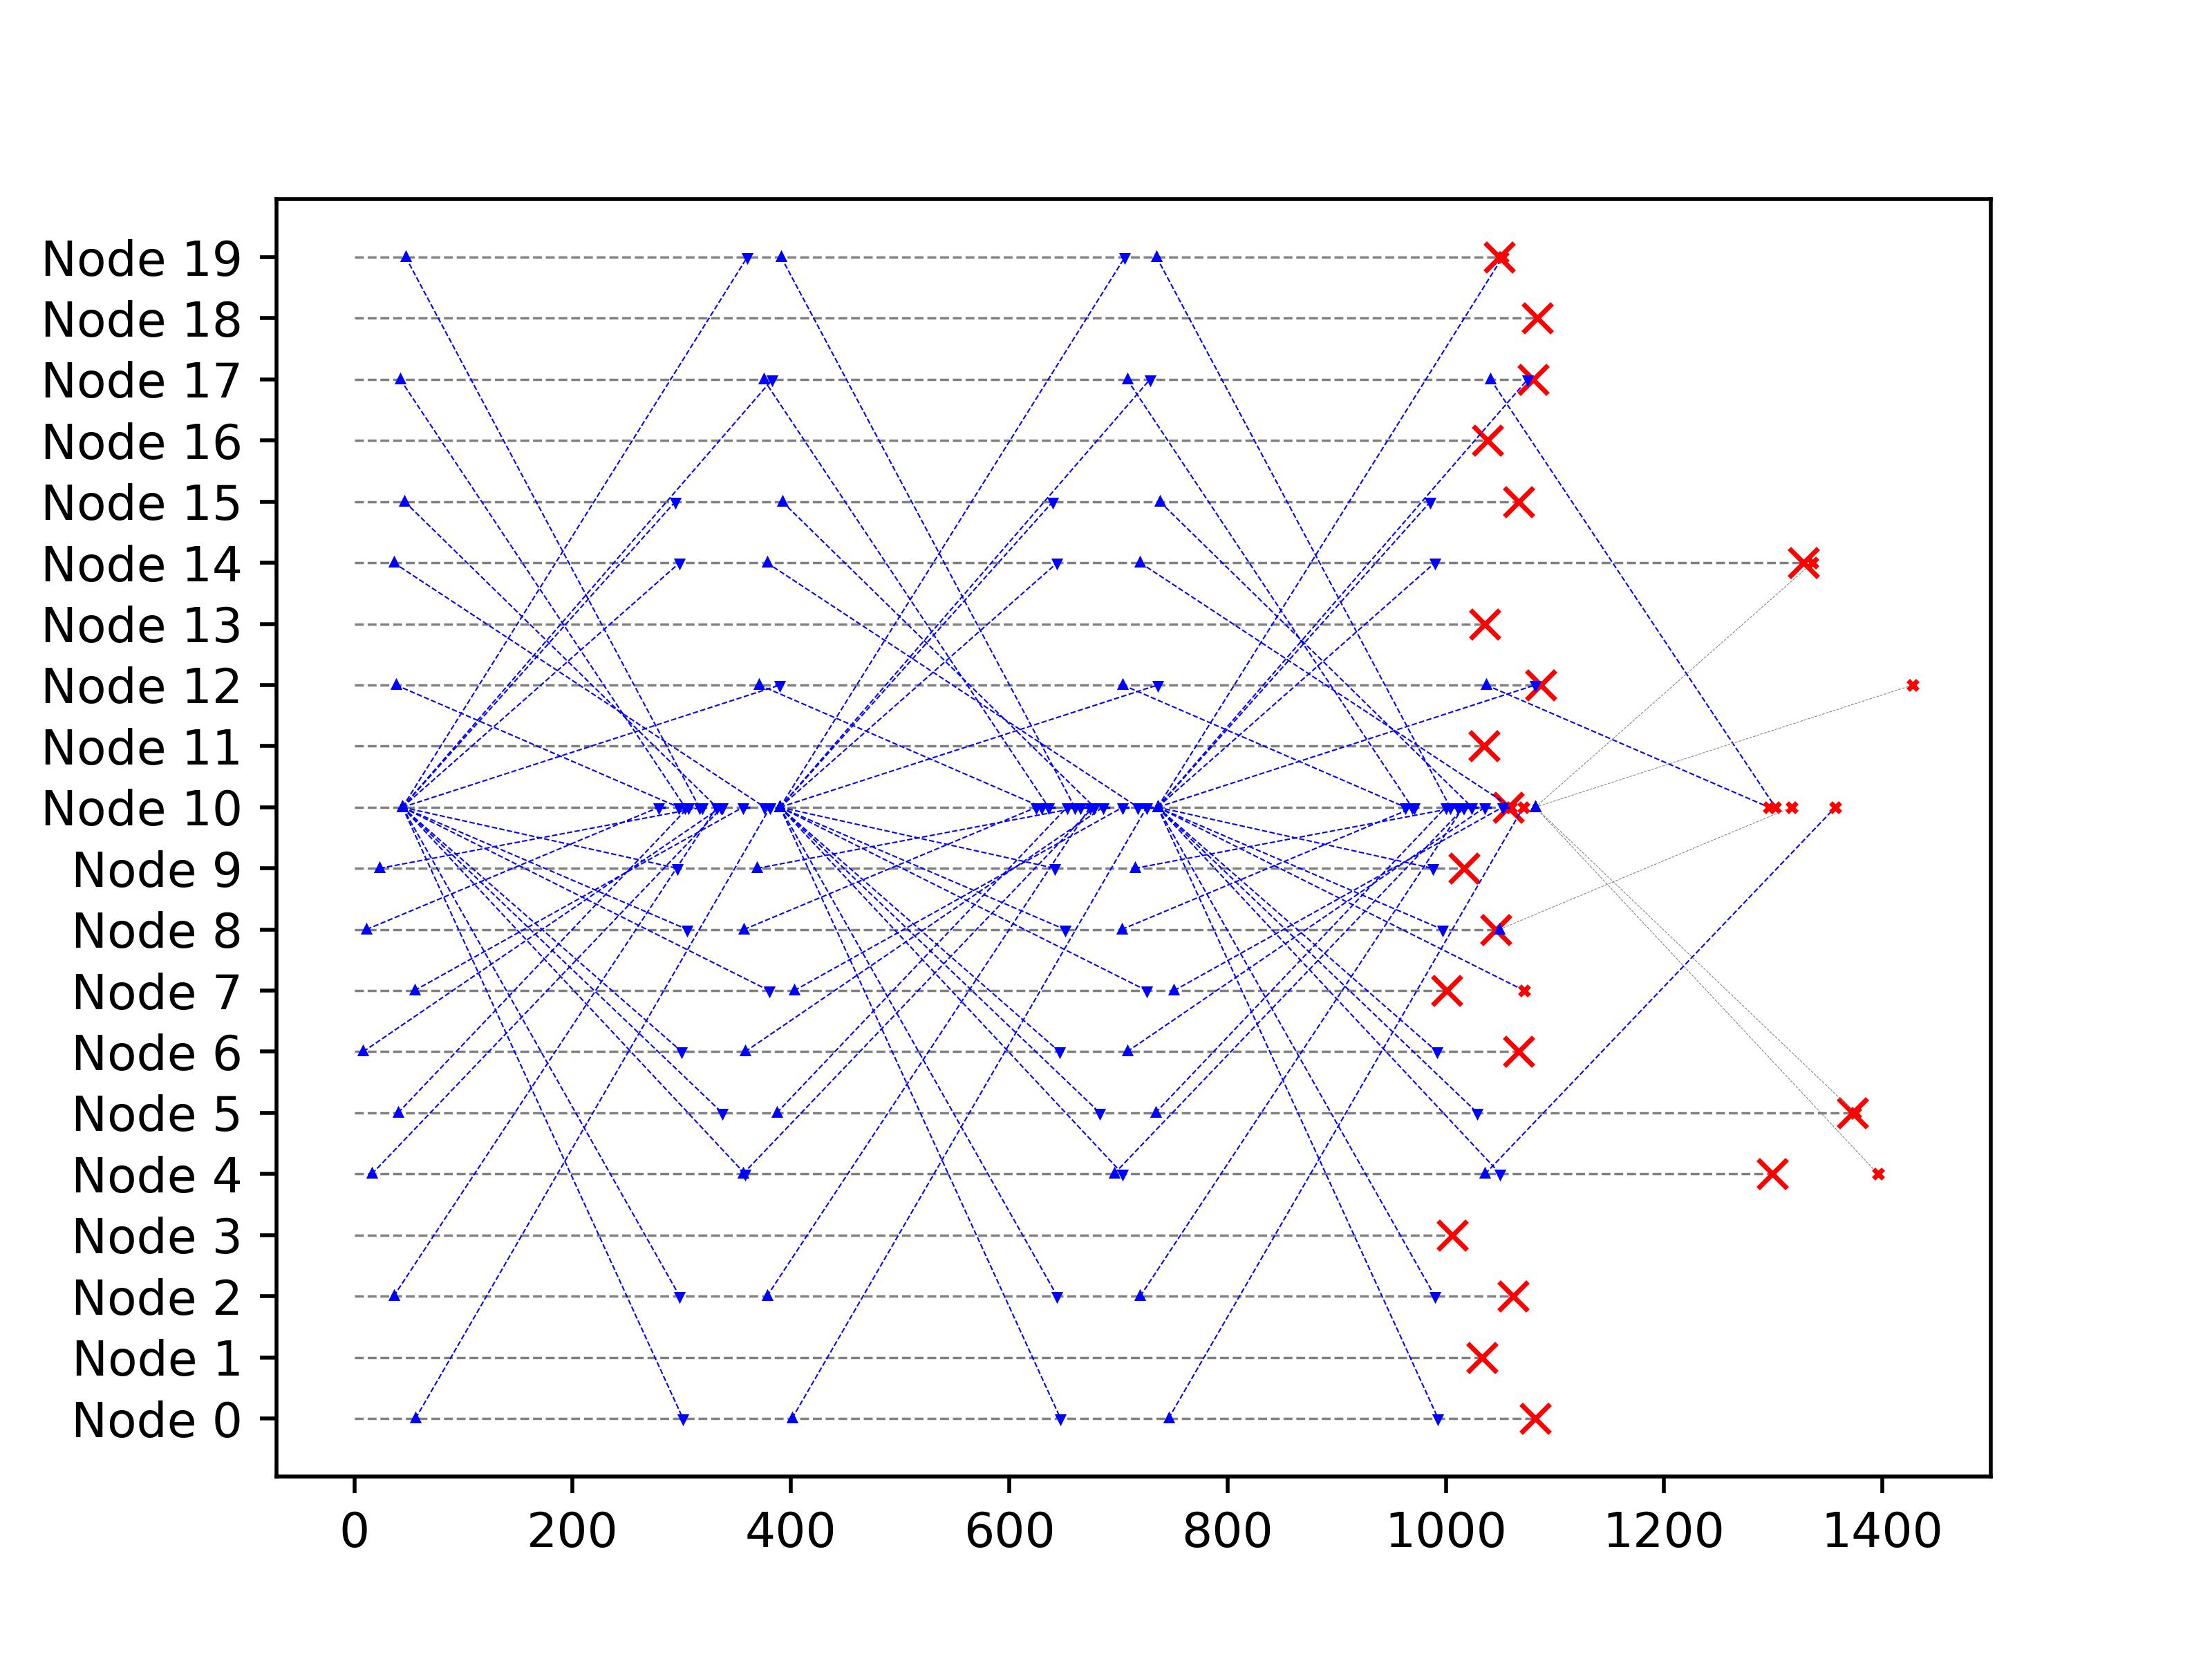 Node 19
Node 18
Node 17
Node 16
Node 15
Node 14
Node 13
Node 12
Node 11
Node 10
Node 9
Node 8
Node 7
Node 6
Node 5
Node 4
Node 3
Node 2
Node 1
Node 0
0 200 400 600 800 1000 1200 1400